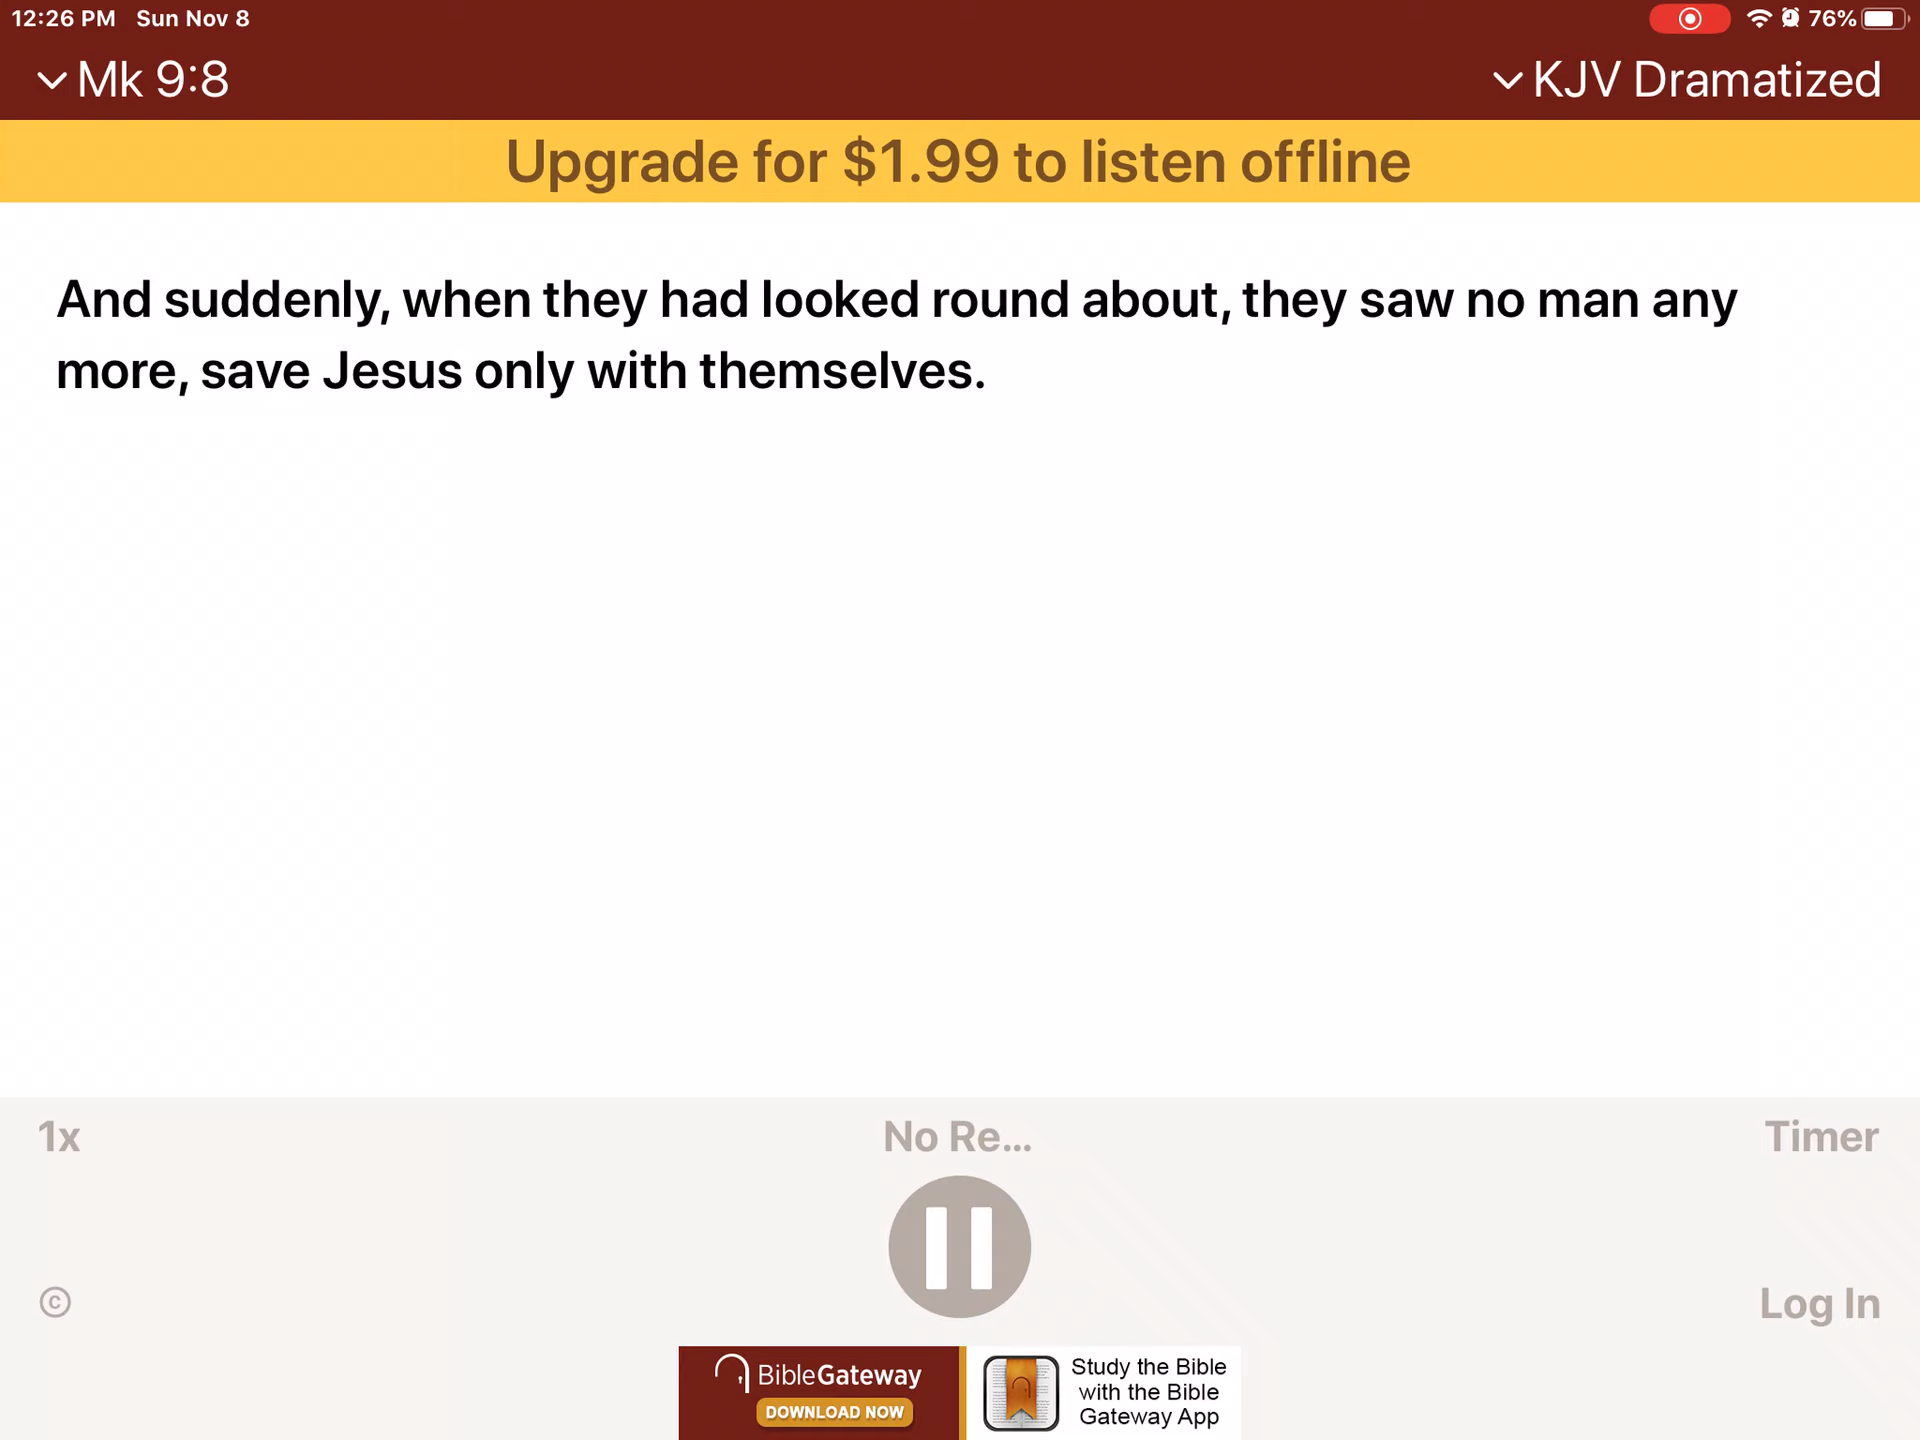 12:26 PM Sun Nov 8 76%
Mk 9:8 KJV Dramatized
Upgrade for $1.99 to listen offline
And suddenly, when they had looked round about, they saw no man any
more, save Jesus only with themselves.
1x No Re... Timer
© Log In
BibleGateway
DOWNLOAD NOW
Study the Bible
with the Bible
Gateway App